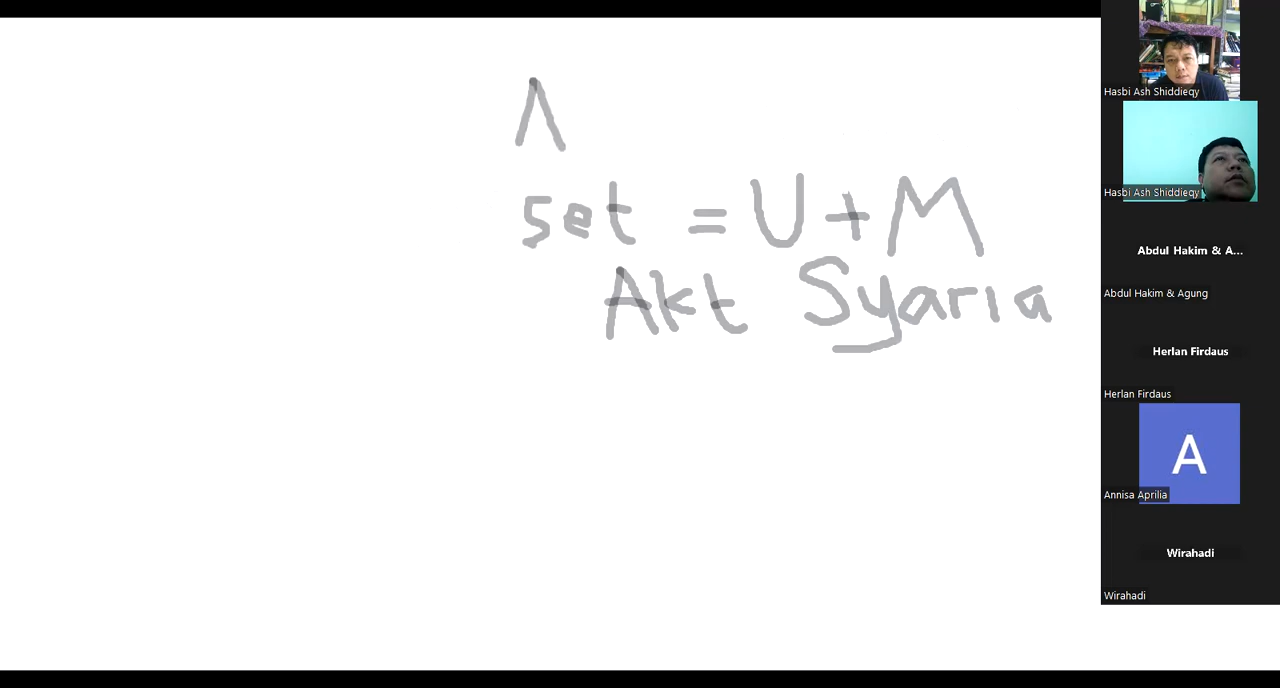 Λ
set = U+M
Akt Syaria
Hasbi Ash Shiddieqy
Hasbi Ash Shiddieqy
Abdul Hakim & A...
Abdul Hakim & Agung
Herlan Firdaus
Herlan Firdaus
A
Annisa Aprilia
Wirahadi
Wirahadi